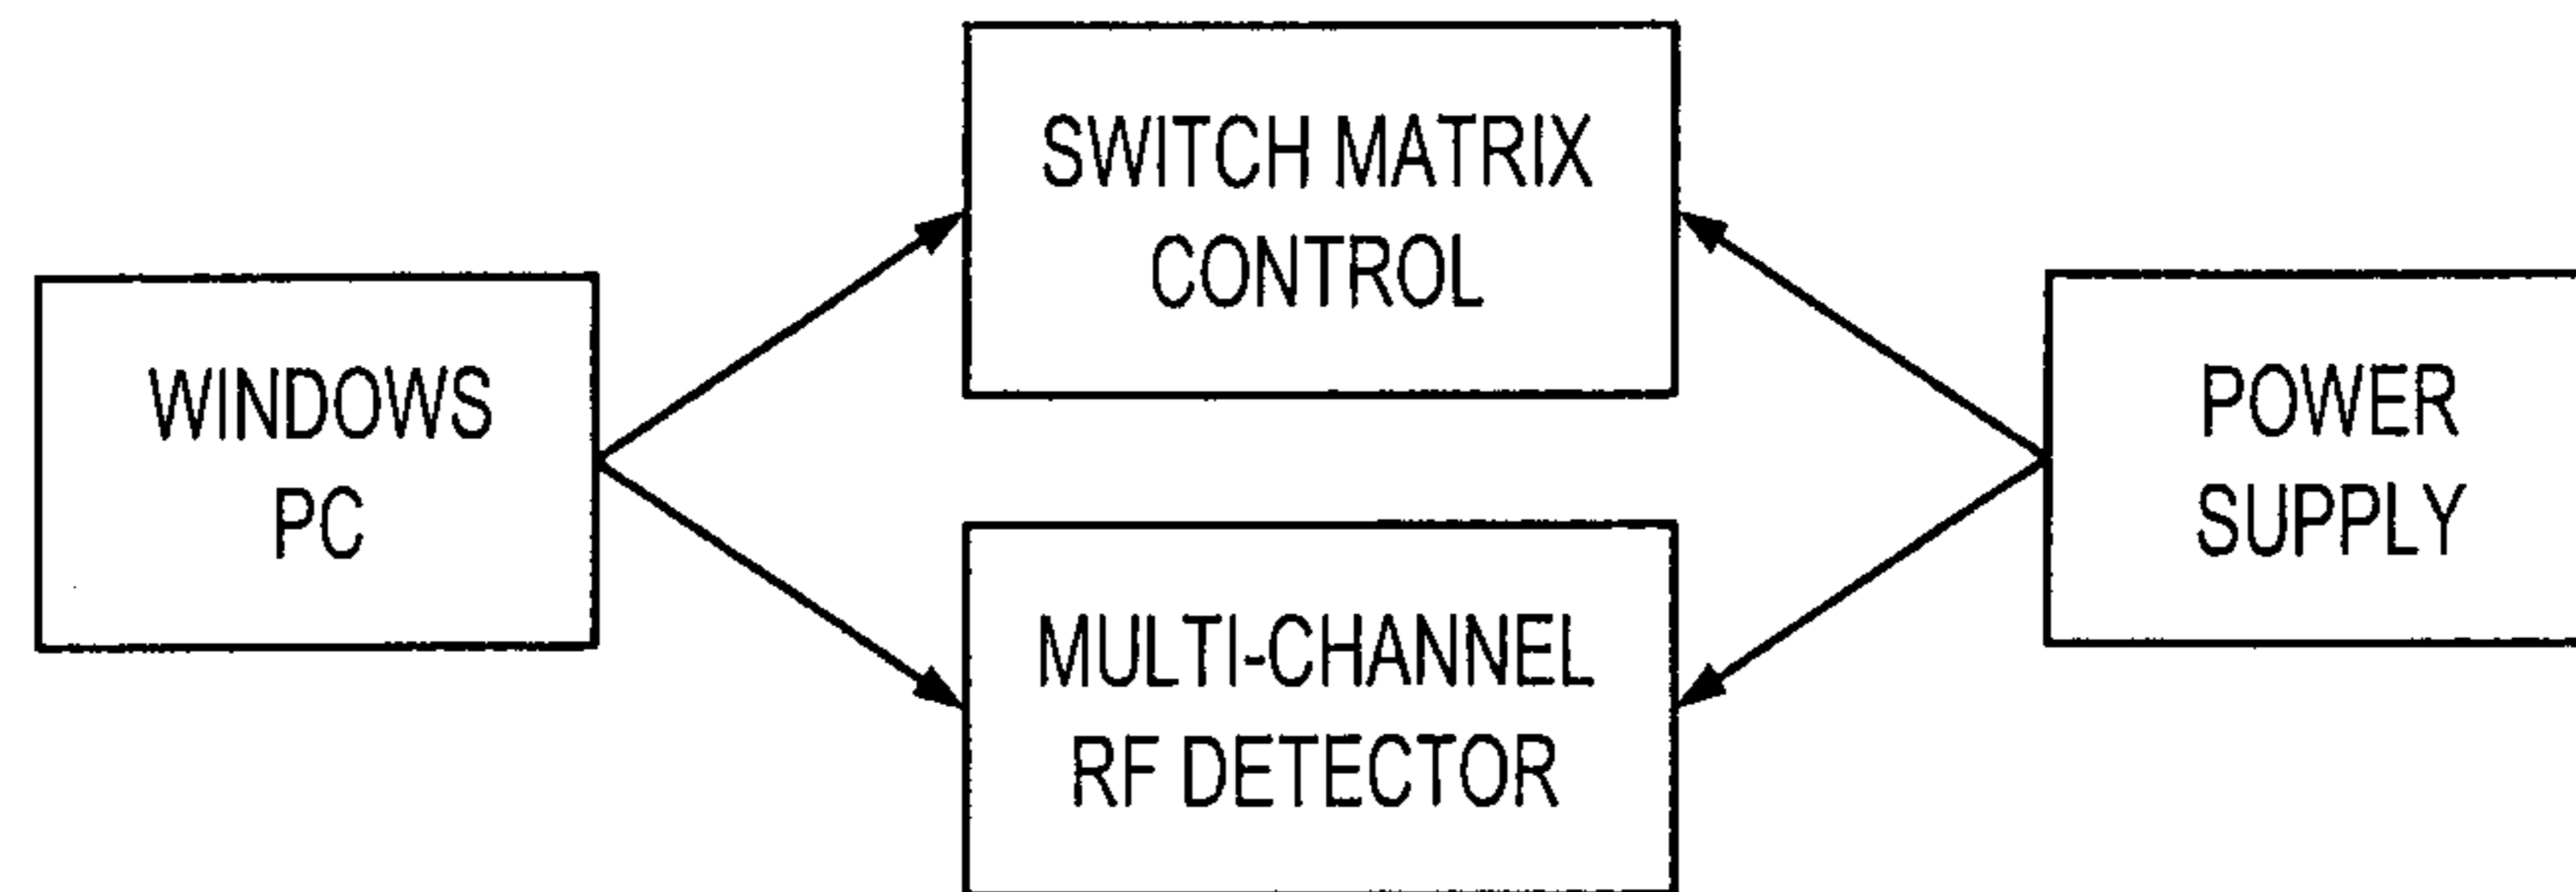 SWITCH MATRIX
CONTROL
WINDOWS
PC
POWER
SUPPLY
MULTI-CHANNEL
RF DETECTOR